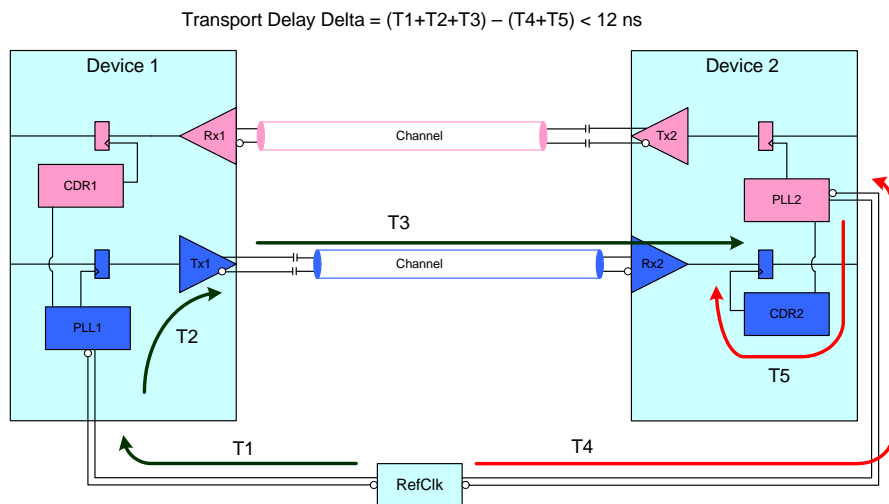 Transport Delay Delta = (T1+T2+T3) – (T4+T5) < 12 ns
Device 1
Device 2
Rx1
Channel
Tx2
CDR1
PLL2
T3
Tx1
Channel
Rx2
PLL1
T2
CDR2
T5
T1
T4
RefClk